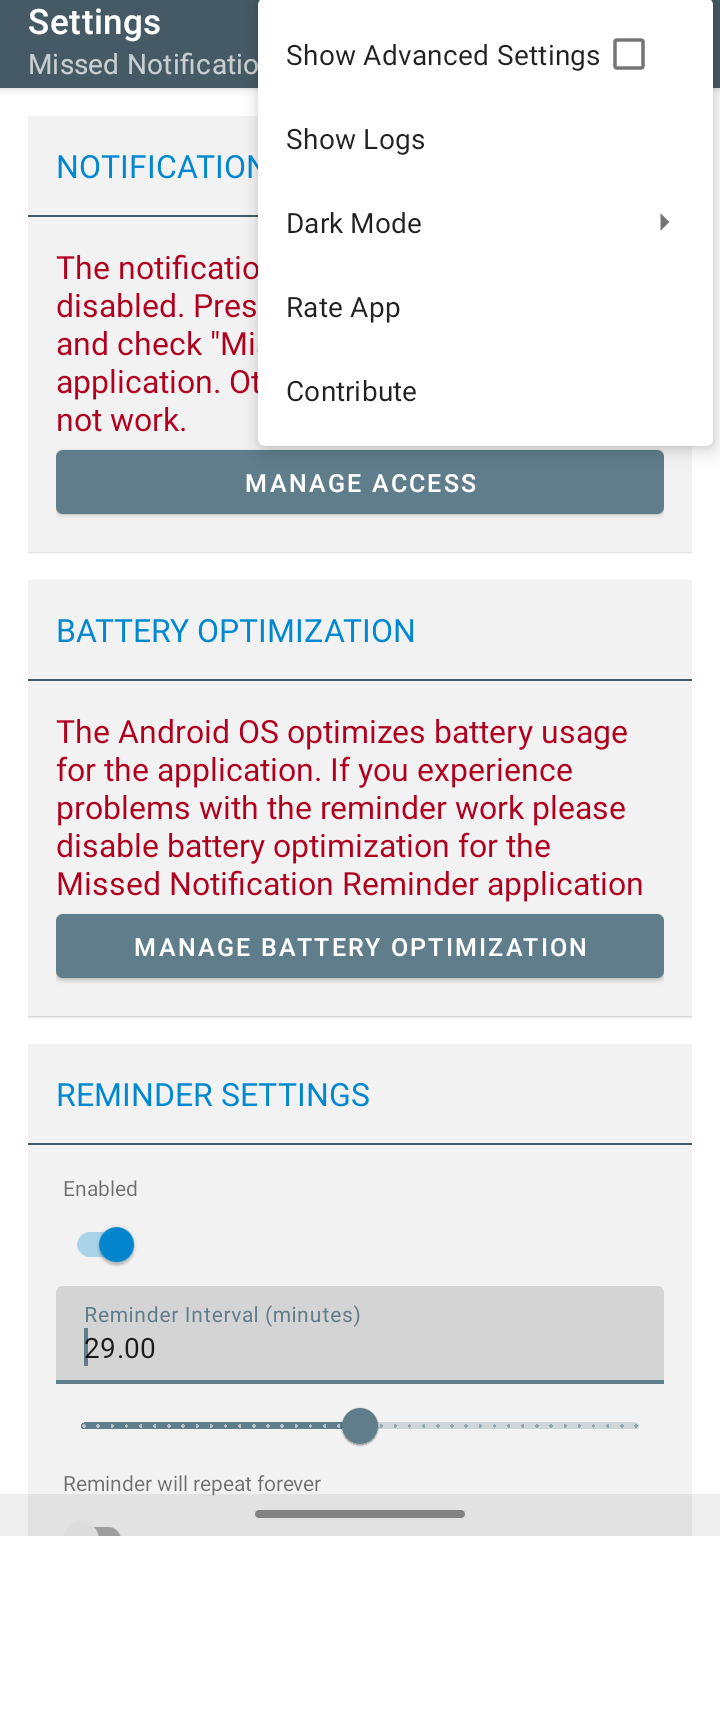 Settings
Missed Notificatio
Show Advanced Settings
Show Logs
Dark Mode
Rate App
Contribute
NOTIFICATION
The notificatio
disabled. Pres
and check "Mi
application. Ot
not work.
MANAGE ACCESS
BATTERY OPTIMIZATION
The Android OS optimizes battery usage
for the application. If you experience
problems with the reminder work please
disable battery optimization for the
Missed Notification Reminder application
MANAGE BATTERY OPTIMIZATION
REMINDER SETTINGS
Enabled
Reminder Interval (minutes)
29.00
Reminder will repeat forever